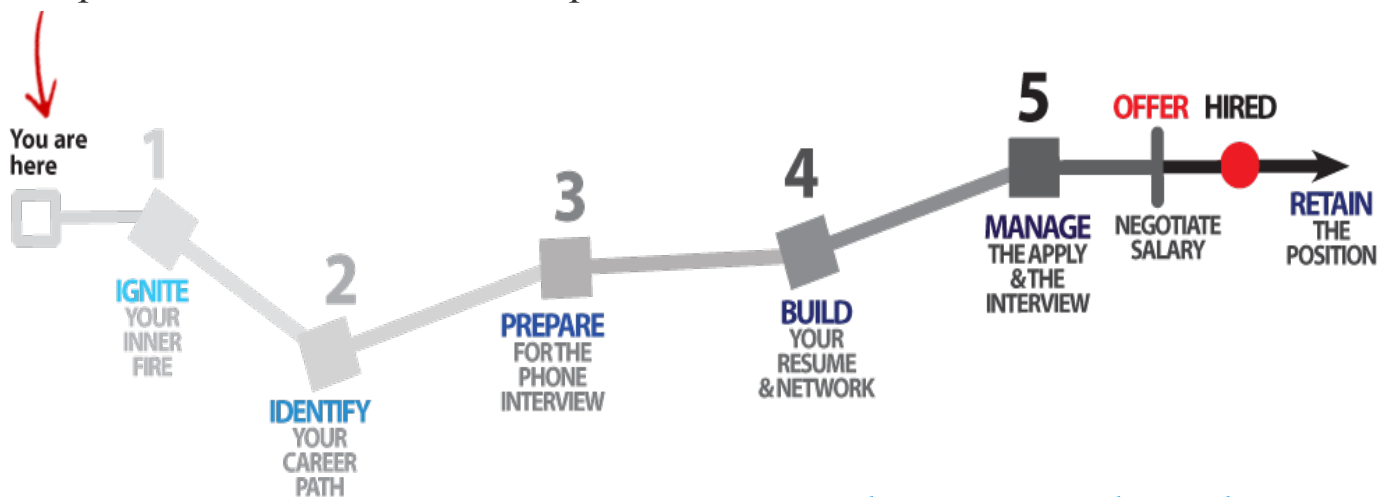 You are
here
1
IGNITE
YOUR
INNER
FIRE
2
IDENTIFY
YOUR
CAREER
PATH
3
PREPARE
FOR THE
PHONE
INTERVIEW
4
BUILD
YOUR
RESUME
& NETWORK
5
MANAGE
THE APPLY
& THE
INTERVIEW
OFFER
NEGOTIATE
SALARY
HIRED
RETAIN
THE
POSITION